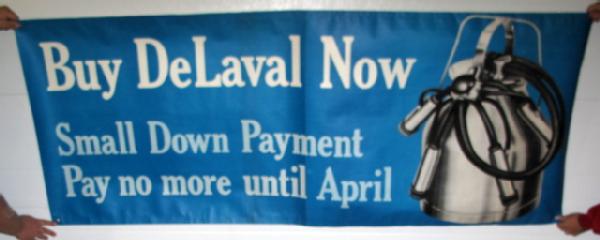 Buy DeLaval Now
Small Down Payment
Pay no more until April